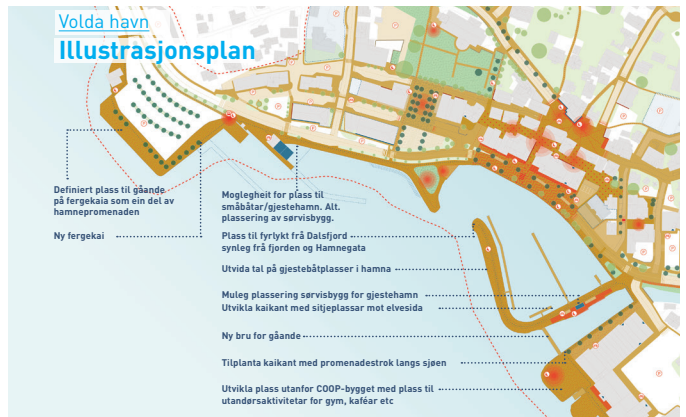 Volda havn
Illustrasjonsplan
Definiert plass til gåande
på fergekaia som ein del av
hamnepromenaden
Ny fergekai
Moglegheit for plass til
småbåtar/gjestehamn. Alt.
plassering av sørvisbygg.
Plass til fyrlykt frå Dalsfjord
synleg frå fjorden og Hamnegata
Utvida tal på gjestebåtplasser i hamna
Muleg plassering sørvisbygg for gjestehamn
Utvikla kaikant med sitjeplassar mot elvesida
Ny bru for gåande
Tilplanta kaikant med promenadestrok langs sjøen
Utvikla plass utanfor COOP-bygget med plass til
utandørsaktivitetar for gym, kaféar etc